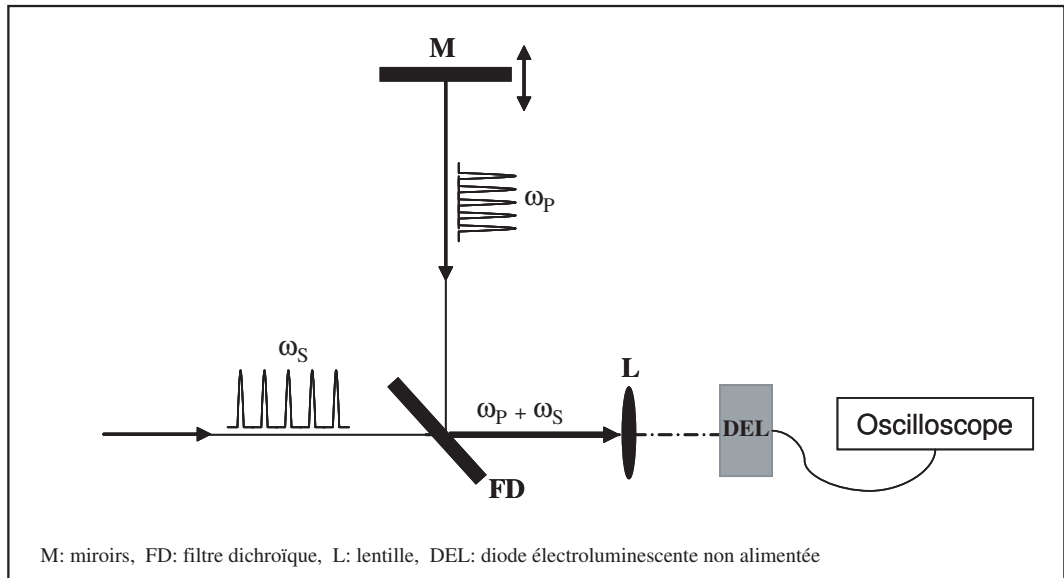 M
ωP
ωS
L
ωP + ωS
DEL
Oscilloscope
FD
M: miroirs, FD: filtre dichroïque, L: lentille, DEL: diode électroluminescente non alimentée